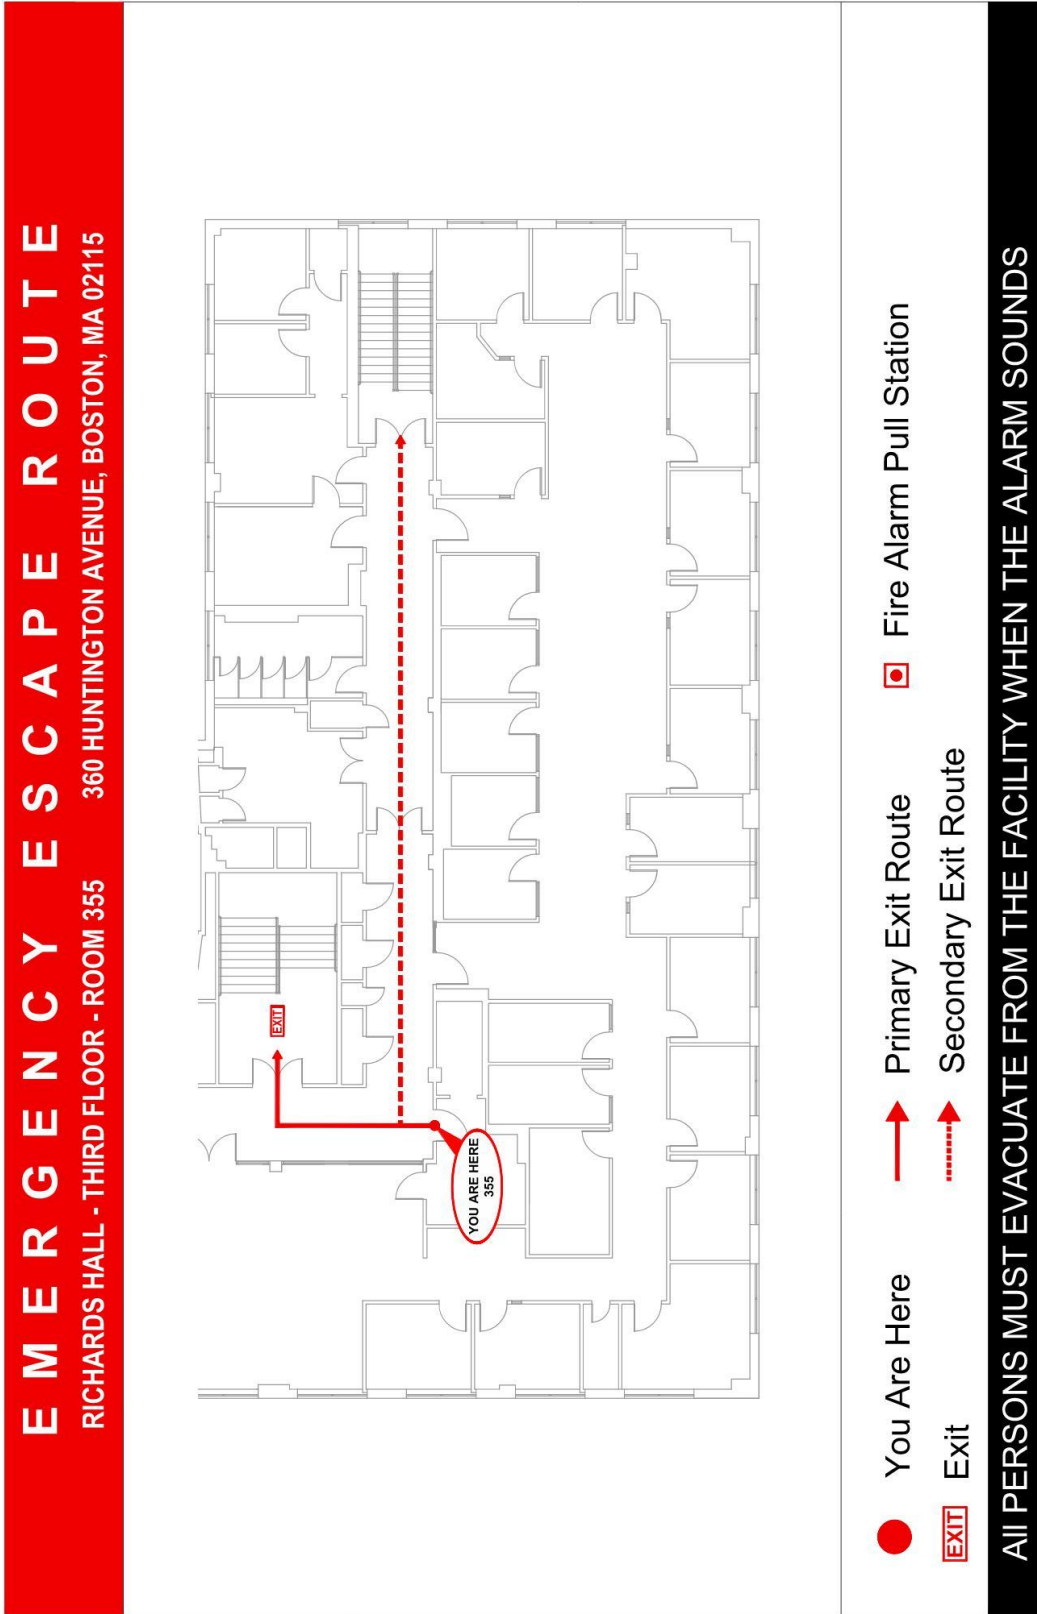 EMERGENCY ESCAPE ROUTE
RICHARDS HALL - THIRD FLOOR - ROOM 355
360 HUNTINGTON AVENUE, BOSTON, MA 02115
EXIT
YOU ARE HERE
355
You Are Here
Primary Exit Route
Fire Alarm Pull Station
EXIT
Exit
Secondary Exit Route
All PERSONS MUST EVACUATE FROM THE FACILITY WHEN THE ALARM SOUNDS